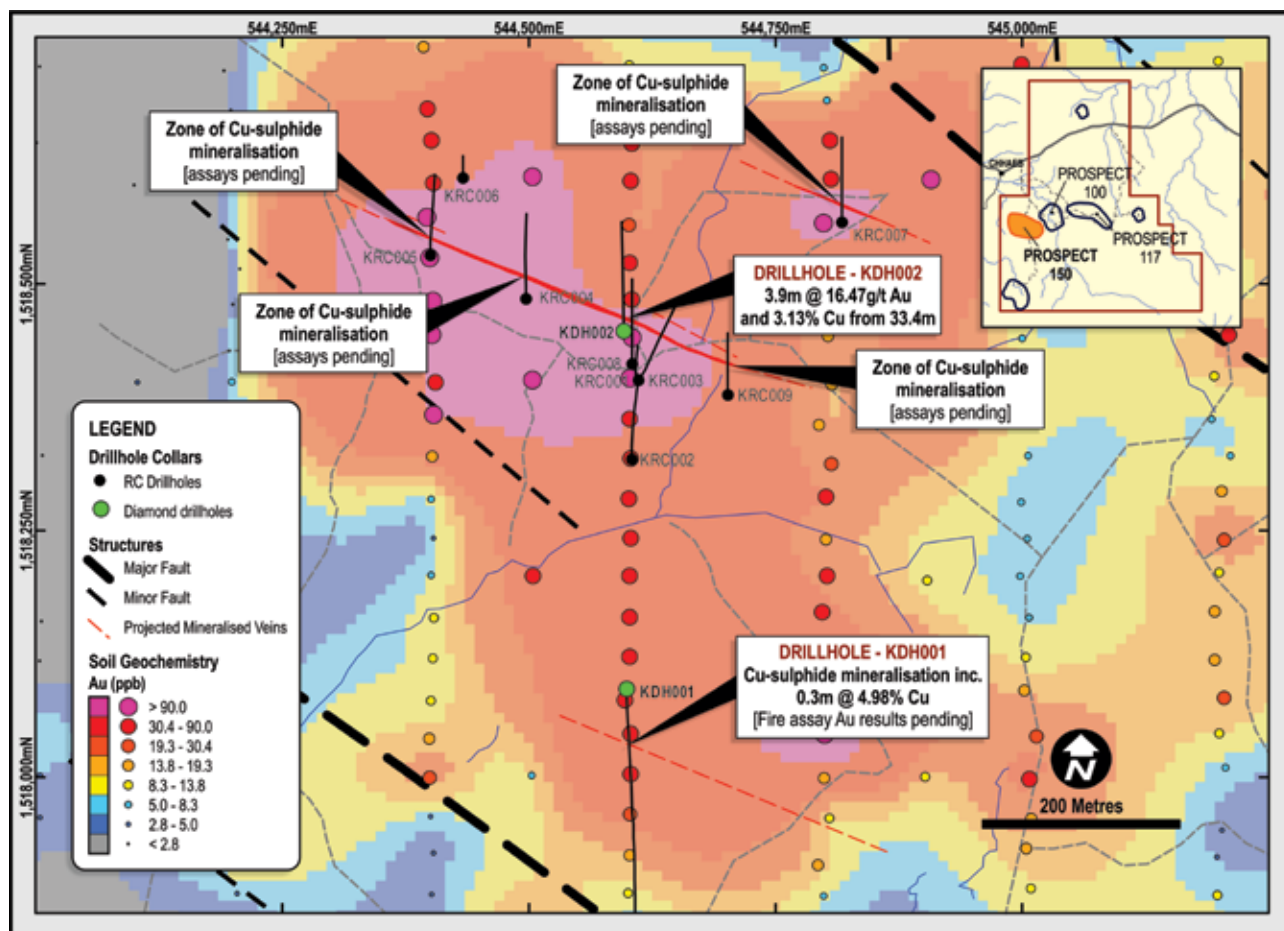 544,250mE
544,500mE
544,750mE
545,000mE
1,518,500mN
1,518,250mN
1,518,000mN
Zone of Cu-sulphide
mineralisation
[assays pending]
Zone of Cu-sulphide
mineralisation
[assays pending]
KRC006
KRC005
KRC004
KRC007
CHHAEB
PROSPECT
100
PROSPECT
117
PROSPECT
150
DRILLHOLE - KDH002
3.9m @ 16.47g/t Au
and 3.13% Cu from 33.4m
Zone of Cu-sulphide
mineralisation
[assays pending]
KDH002
KRC008
KRC003
KRC009
Zone of Cu-sulphide
mineralisation
[assays pending]
KRC002
LEGEND
Drillhole Collars
RC Drillholes
Diamond drillholes
Structures
Major Fault
Minor Fault
Projected Mineralised Veins
Soil Geochemistry
Au (ppb)
> 90.0
30.4 - 90.0
19.3 - 30.4
13.8 - 19.3
8.3 - 13.8
5.0 - 8.3
2.8 - 5.0
< 2.8
KDH001
DRILLHOLE - KDH001
Cu-sulphide mineralisation inc.
0.3m @ 4.98% Cu
[Fire assay Au results pending]
N
200 Metres